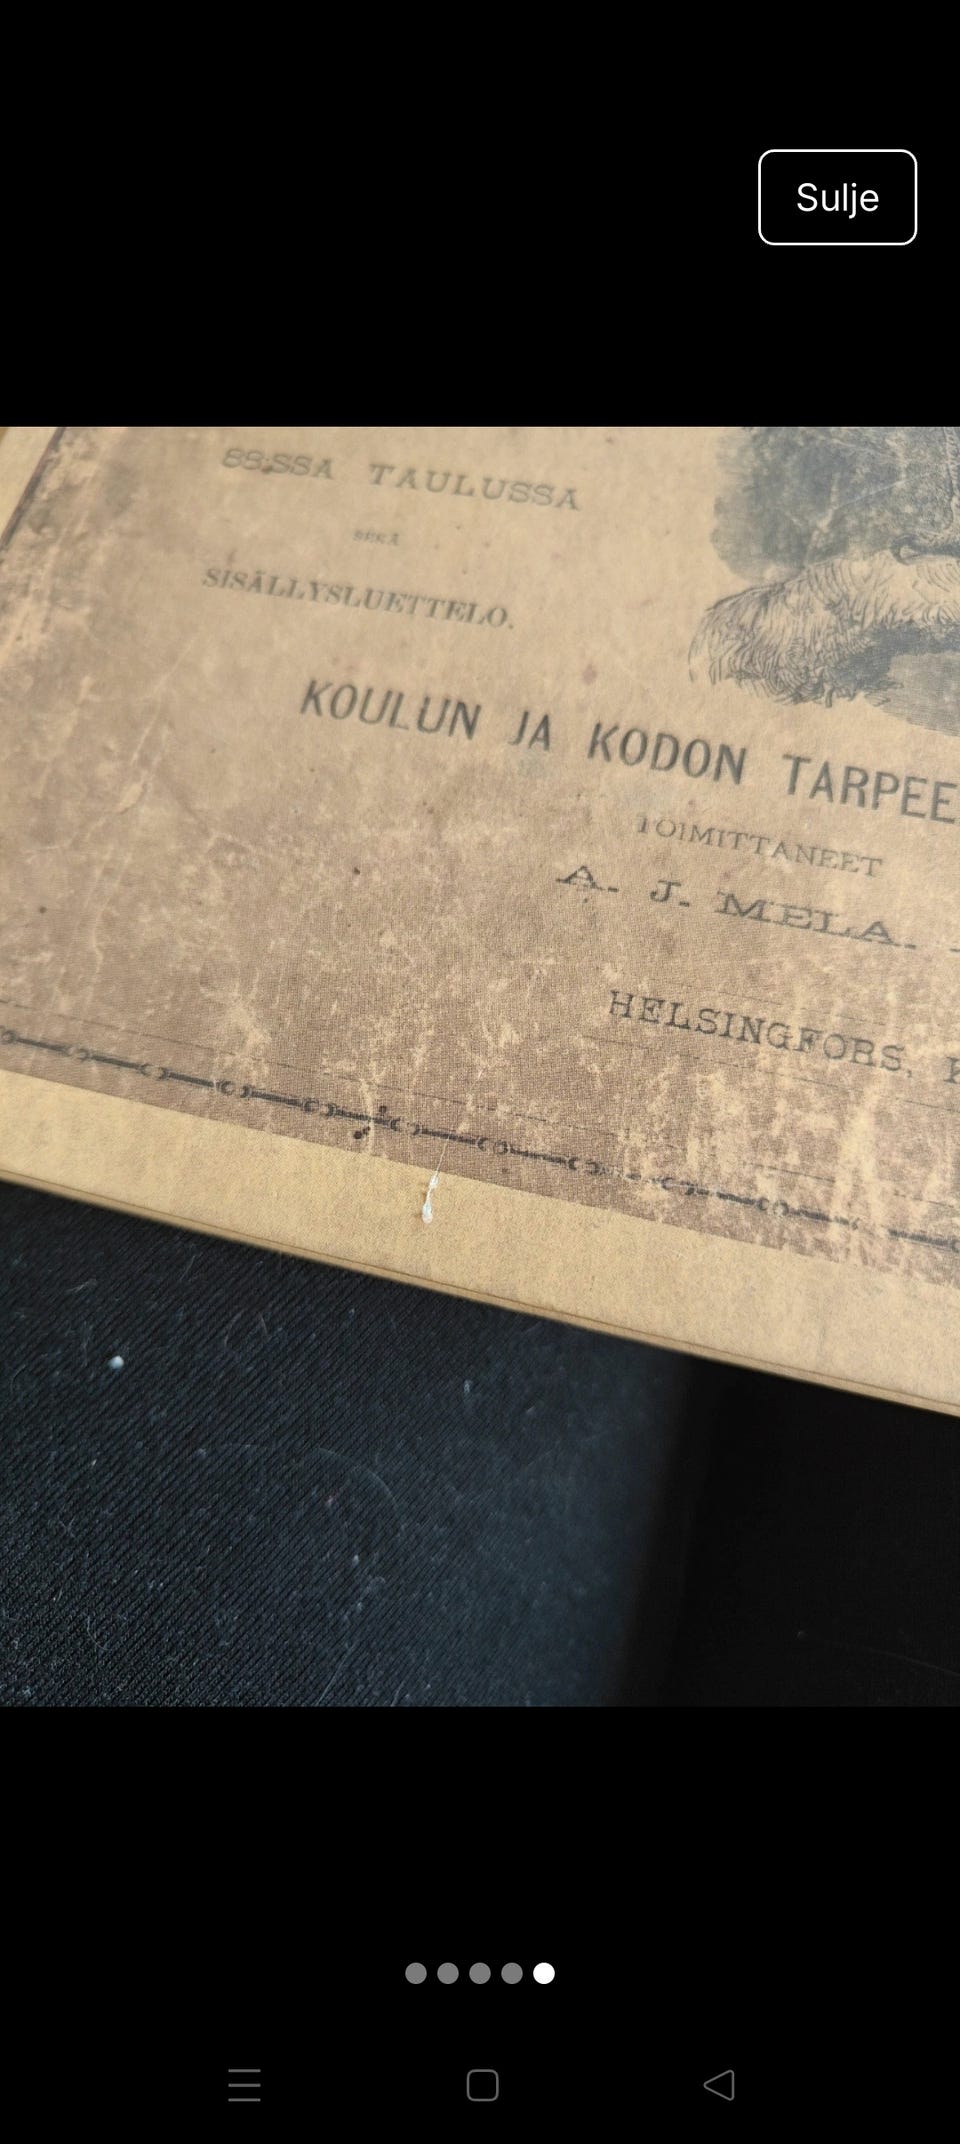 Sulje
88:SSA TAULUSSA
SEKÄ
SISÄLLYSLUETTELO.
KOULUN JA KODON TARPEE
TOIMITTANEET
A. J. MELA.
HELSINGFORS, K